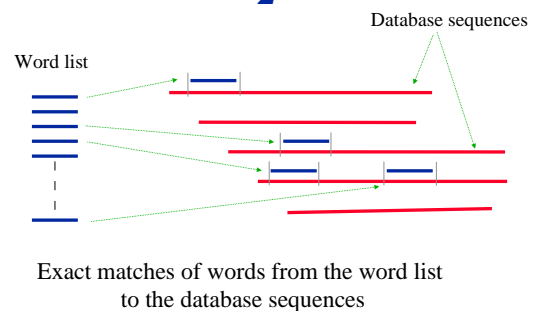 Database sequences
Word list
Exact matches of words from the word list
to the database sequences